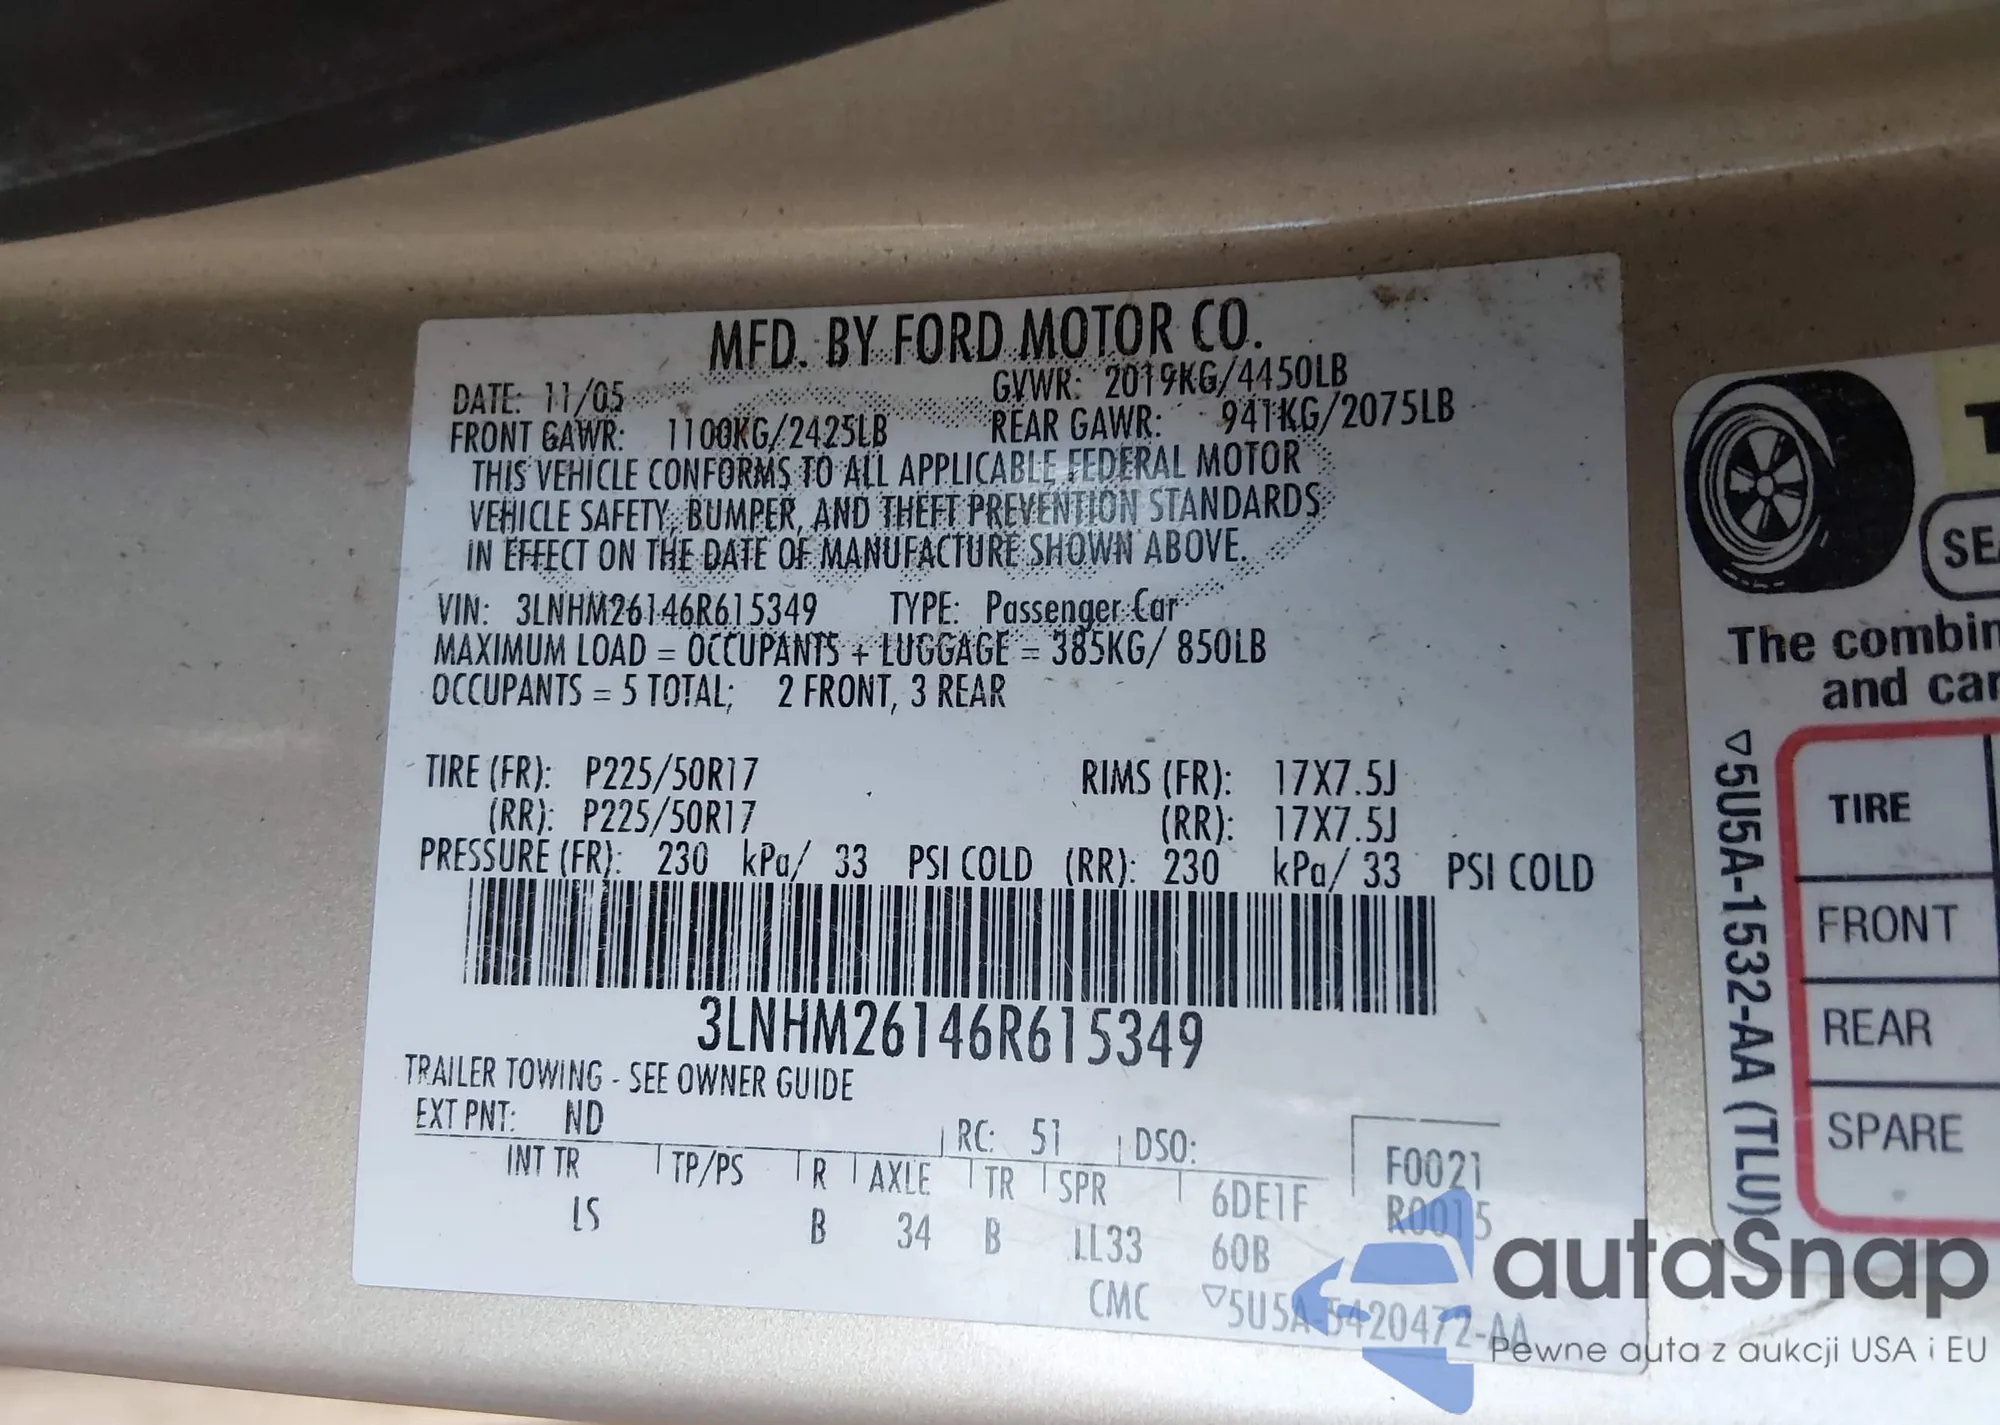 MFD. BY FORD MOTOR CO.
DATE: 11/05 GVWR: 2019KG/4450LB
FRONT GAWR: 1100KG/2425LB REAR GAWR: 941KG/2075LB
THIS VEHICLE CONFORMS TO ALL APPLICABLE FEDERAL MOTOR
VEHICLE SAFETY, BUMPER, AND THEFT PREVENTION STANDARDS
IN EFFECT ON THE DATE OF MANUFACTURE SHOWN ABOVE.
VIN: 3LNHM26146R615349 TYPE: Passenger Car
MAXIMUM LOAD = OCCUPANTS + LUGGAGE = 385KG/ 850LB
OCCUPANTS = 5 TOTAL; 2 FRONT, 3 REAR
TIRE (FR): P225/50R17 RIMS (FR): 17X7.5J
(RR): P225/50R17 (RR): 17X7.5J
PRESSURE (FR): 230 kPa/ 33 PSI COLD (RR): 230 kPa/ 33 PSI COLD
3LNHM26146R615349
TRAILER TOWING - SEE OWNER GUIDE
EXT PNT: ND RC: 51 DSO:
INT TR TP/PS R AXLE TR SPR 6DE1F F0021
LS B 34 B LL33 60B R0015
CMC ▽5U5A-5420472-AA
SEA
The combin
and car
▽5U5A-1532-AA (TLU)
TIRE
FRONT
REAR
SPARE
autaSnap
Pewne auta z aukcji USA i EU